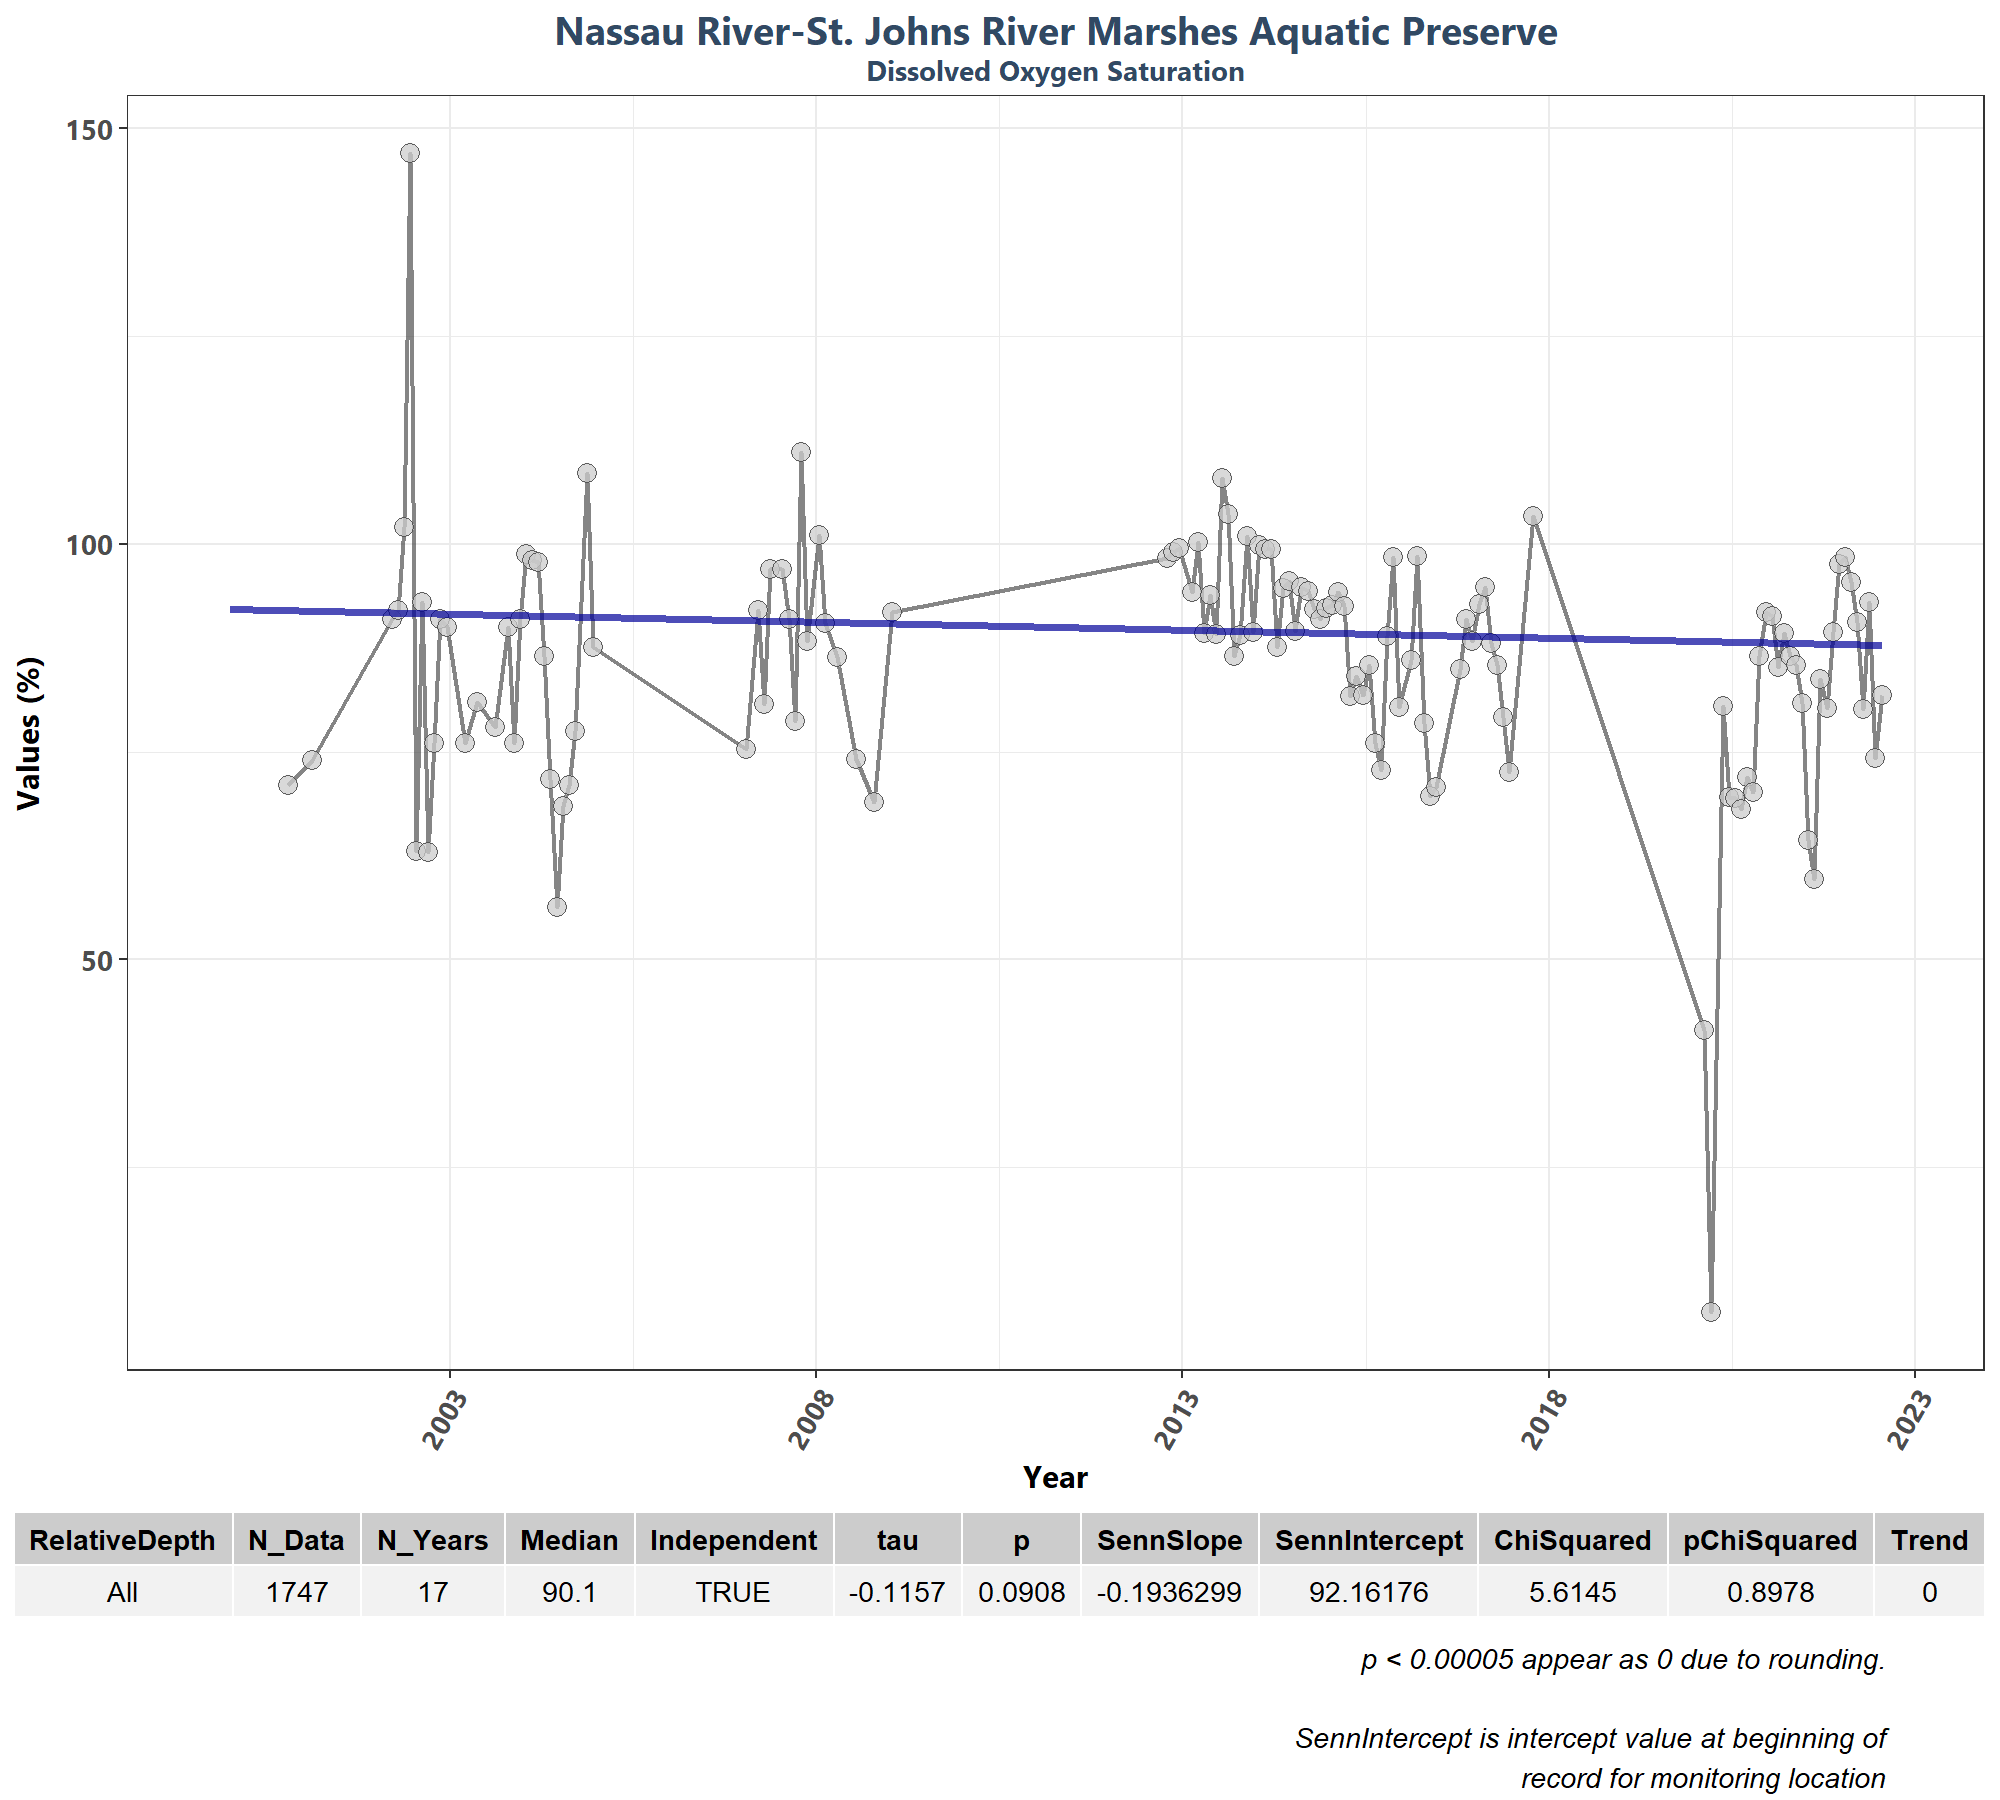 Nassau River-St. Johns River Marshes Aquatic Preserve
Dissolved Oxygen Saturation
150
100
50
Values (%)
2003 2008 2013 2018 2023
Year
RelativeDepth N_Data N_Years Median Independent tau p SennSlope SennIntercept ChiSquared pChiSquared Trend
All 1747 17 90.1 TRUE -0.1157 0.0908 -0.1936299 92.16176 5.6145 0.8978 0
p < 0.00005 appear as 0 due to rounding.
SennIntercept is intercept value at beginning of
record for monitoring location